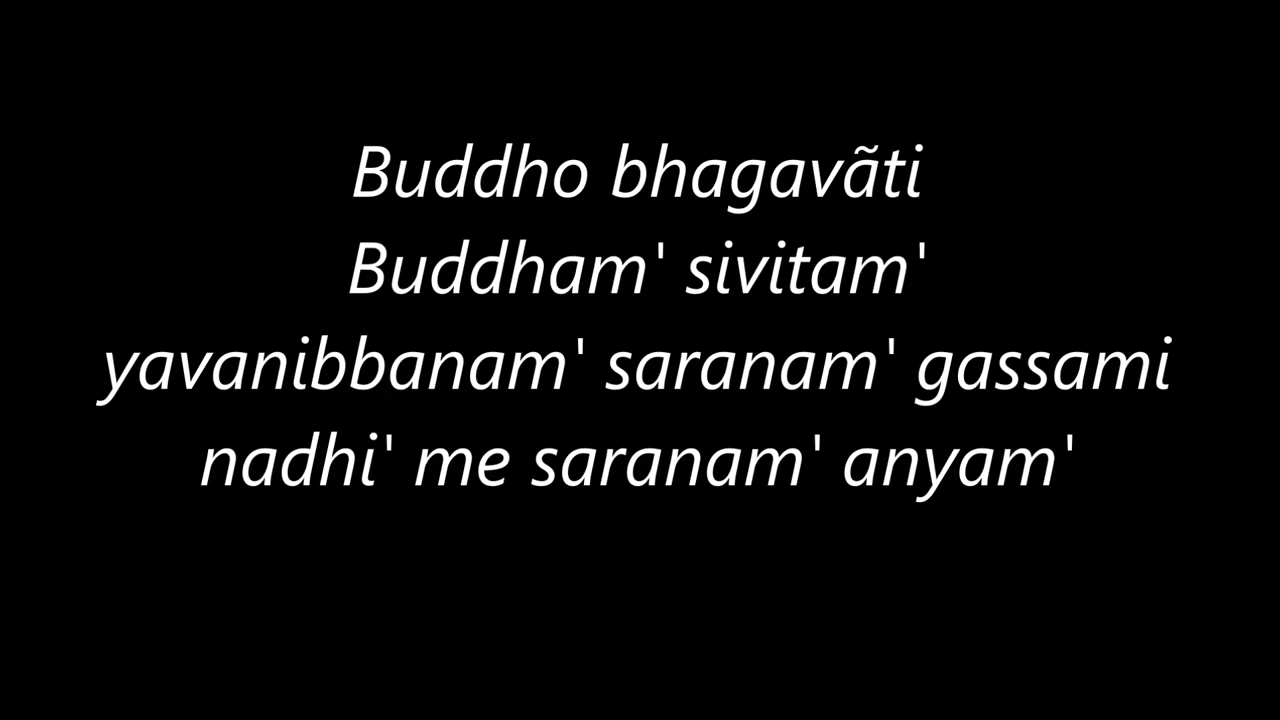 Buddho bhagavãti
Buddham' sivitam'
yavanibbanam' saranam' gassami
nadhi' me saranam' anyam'